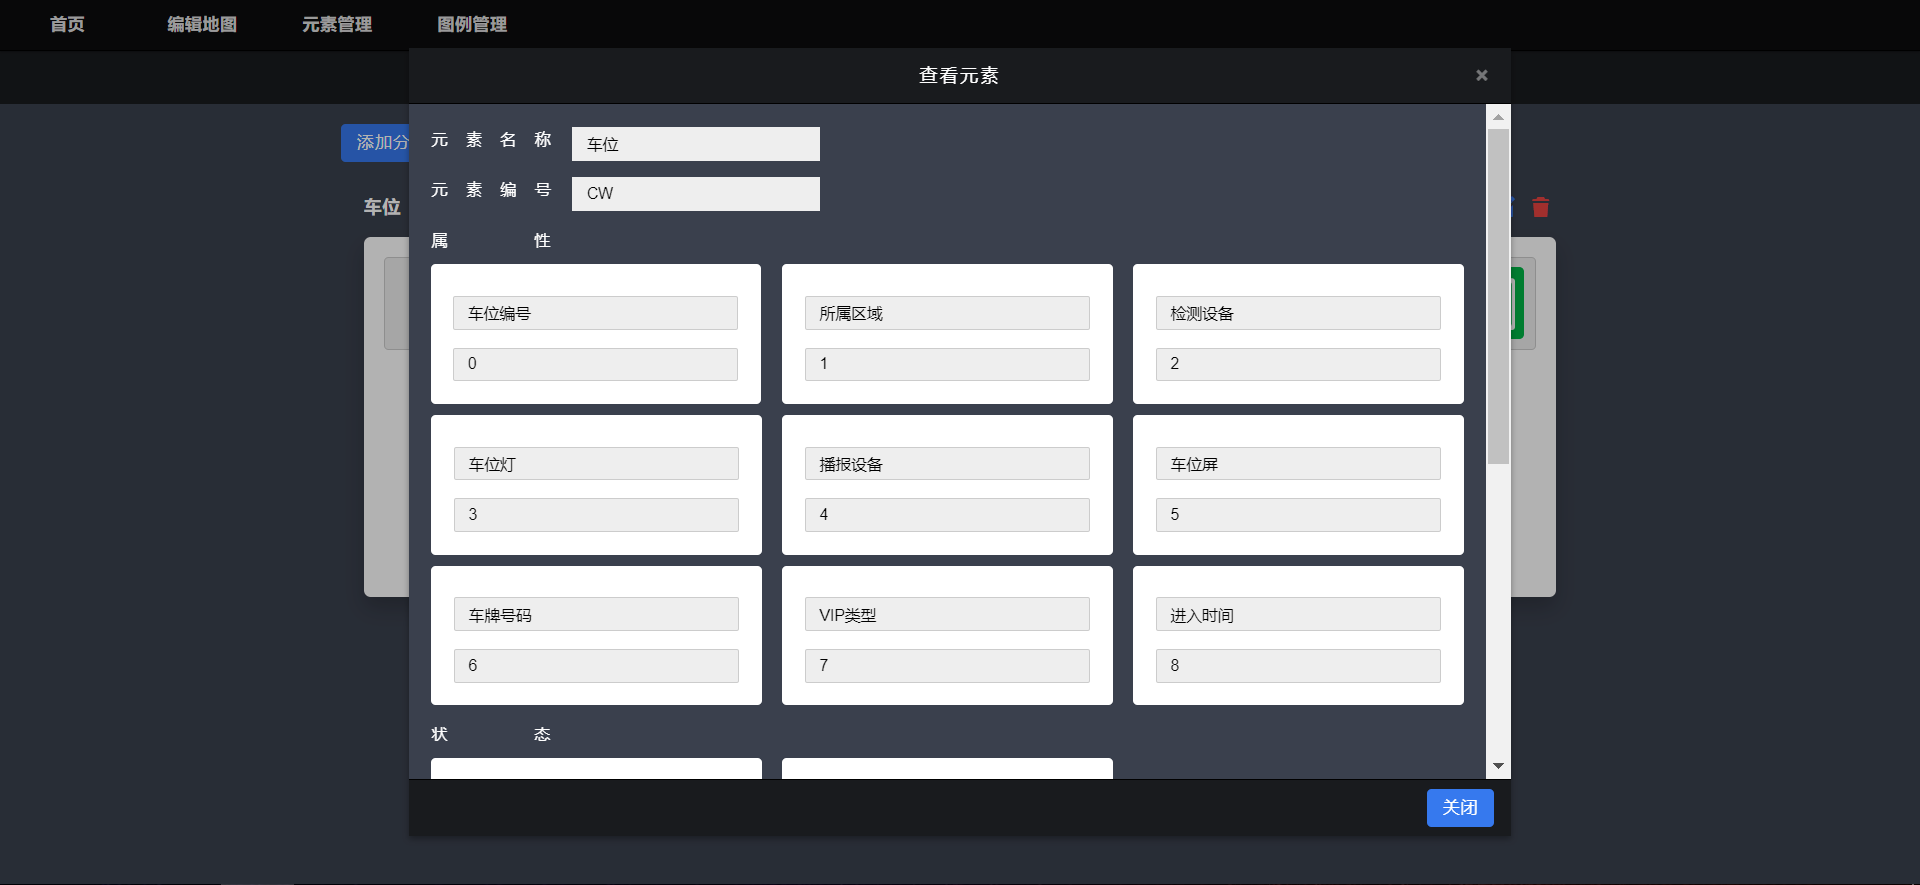 首页 编辑地图 元素管理 图例管理
查看元素 ×
添加分
车位
元素名称 车位
元素编号 CW
属性
车位编号 所属区域 检测设备
0 1 2
车位灯 播报设备 车位屏
3 4 5
车牌号码 VIP类型 进入时间
6 7 8
状态
关闭